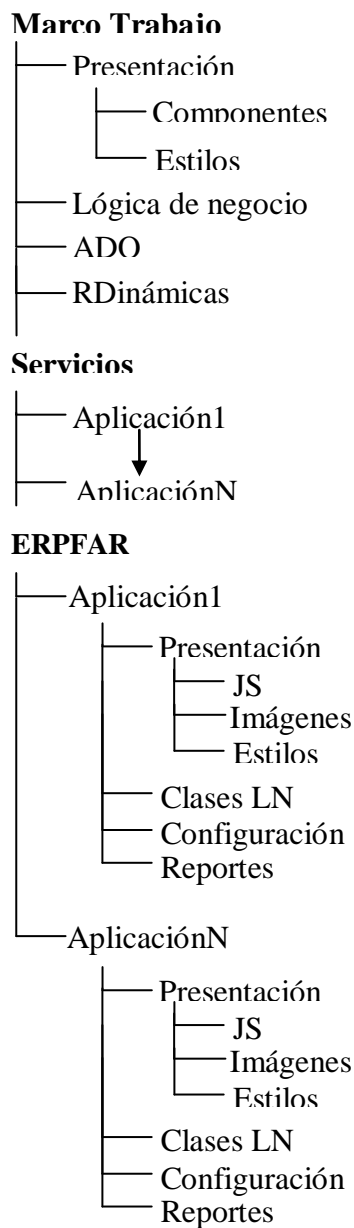 Marco Trabajo
Presentación
Componentes
Estilos
Lógica de negocio
ADO
RDinámicas
Servicios
Aplicación1
AplicaciónN
ERPFAR
Aplicación1
Presentación
JS
Imágenes
Estilos
Clases LN
Configuración
Reportes
AplicaciónN
Presentación
JS
Imágenes
Estilos
Clases LN
Configuración
Reportes